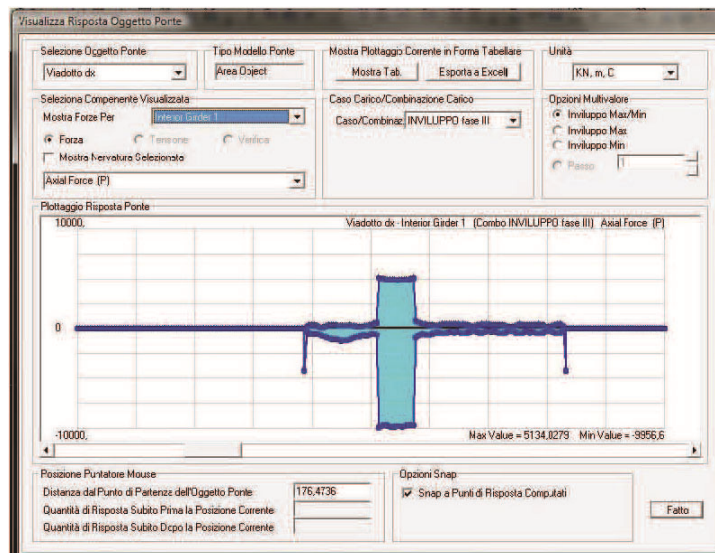 Visualizza Risposta Oggetto Ponte
Selezione Oggetto Ponte
Viadotto dx
Tipo Modello Ponte
Area Object
Mostra Plottaggio Corrente in Forma Tabellare
Mostra Tab.
Esporta a Excell
Unità
KN, m, C
Seleziona Componente Visualizzata
Mostra Forze Per
Interior Girder 1
Forza
Tensione
Verifica
Mostra Nervatura Selezionata
Axial Force (P)
Caso Carico/Combinazione Carico
Caso/Combinaz
INVILUPPO fase III
Opzioni Multivalore
Inviluppo Max/Min
Inviluppo Max
Inviluppo Min
Passo
1
Plottaggio Risposta Ponte
10000,
Viadotto dx - Interior Girder 1 (Combo INVILUPPO fase III) Axial Force (P)
0
-10000,
Max Value = 5134,0279 Min Value = -9956,6
Posizione Puntatore Mouse
Distanza dal Punto di Partenza dell'Oggetto Ponte
176,4736
Quantità di Risposta Subito Prima la Posizione Corrente
Quantità di Risposta Subito Dopo la Posizione Corrente
Opzioni Snap
Snap a Punti di Risposta Computati
Fatto